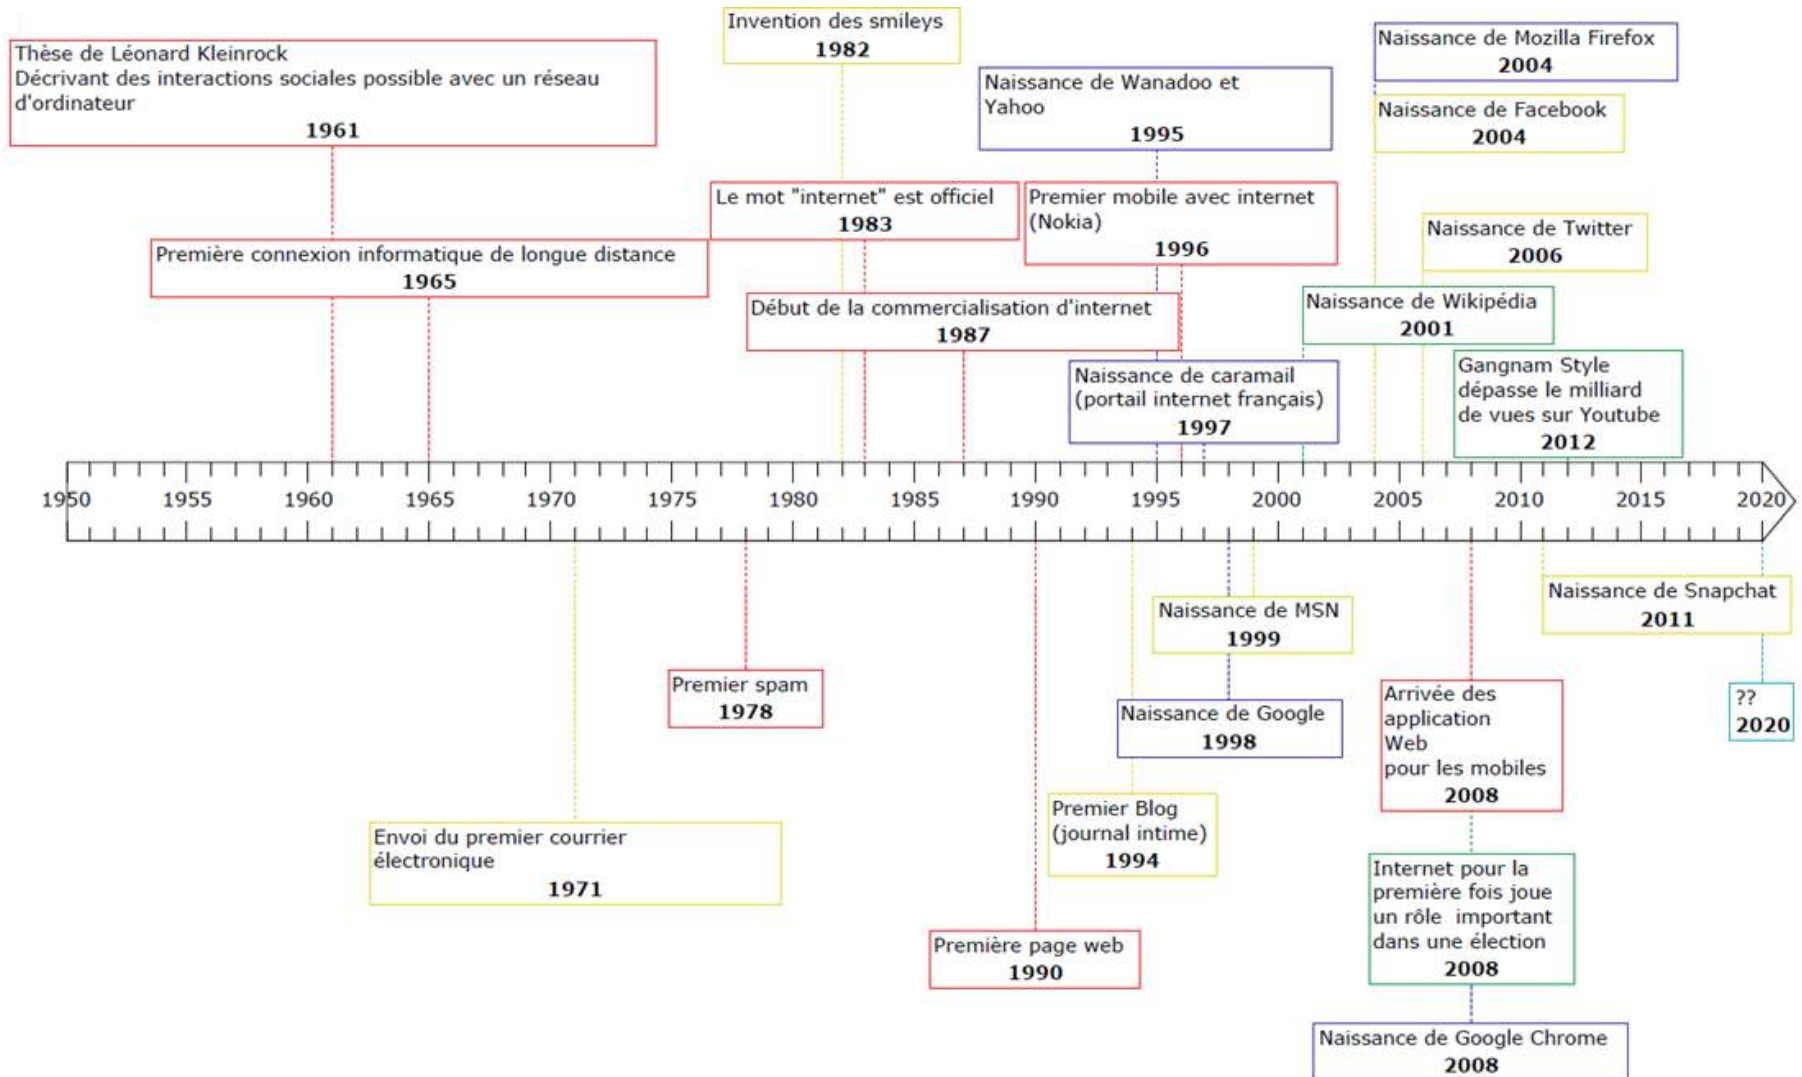 Invention des smileys
1982
Thèse de Léonard Kleinrock
Décrivant des interactions sociales possible avec un réseau
d'ordinateur
1961
Naissance de Mozilla Firefox
2004
Naissance de Wanadoo et
Yahoo
1995
Naissance de Facebook
2004
Le mot "internet" est officiel
1983
Premier mobile avec internet
(Nokia)
1996
Naissance de Twitter
2006
Première connexion informatique de longue distance
1965
Début de la commercialisation d'internet
1987
Naissance de Wikipédia
2001
Naissance de caramail
(portail internet français)
1997
Gangnam Style
dépasse le milliard
de vues sur Youtube
2012
1950 1955 1960 1965 1970 1975 1980 1985 1990 1995 2000 2005 2010 2015 2020
Naissance de Snapchat
2011
Naissance de MSN
1999
Premier spam
1978
Naissance de Google
1998
Arrivée des
application
Web
pour les mobiles
2008
??
2020
Premier Blog
(journal intime)
1994
Envoi du premier courrier
électronique
1971
Internet pour la
première fois joue
un rôle important
dans une élection
2008
Première page web
1990
Naissance de Google Chrome
2008